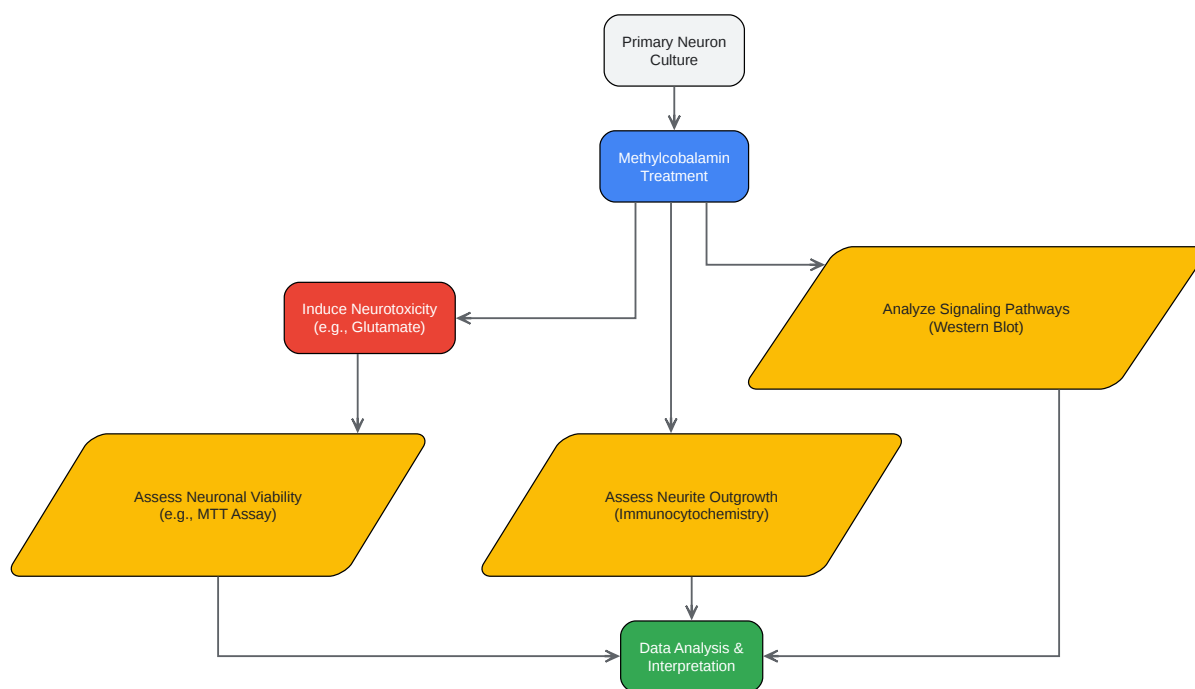 Primary Neuron
Culture
Methylcobalamin
Treatment
Induce Neurotoxicity
(e.g., Glutamate)
Analyze Signaling Pathways
(Western Blot)
Assess Neuronal Viability
(e.g., MTT Assay)
Assess Neurite Outgrowth
(Immunocytochemistry)
Data Analysis &
Interpretation